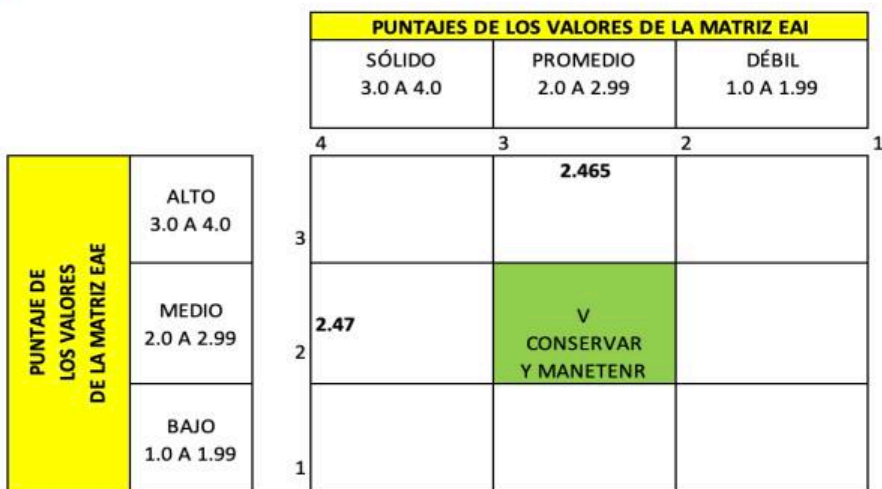 PUNTAJES DE LOS VALORES DE LA MATRIZ EAI
SÓLIDO
3.0 A 4.0
PROMEDIO
2.0 A 2.99
DÉBIL
1.0 A 1.99
4
3
2
1
PUNTAJE DE
LOS VALORES
DE LA MATRIZ EAE
ALTO
3.0 A 4.0
3
2.465
MEDIO
2.0 A 2.99
2
2.47
V
CONSERVAR
Y MANETENR
BAJO
1.0 A 1.99
1